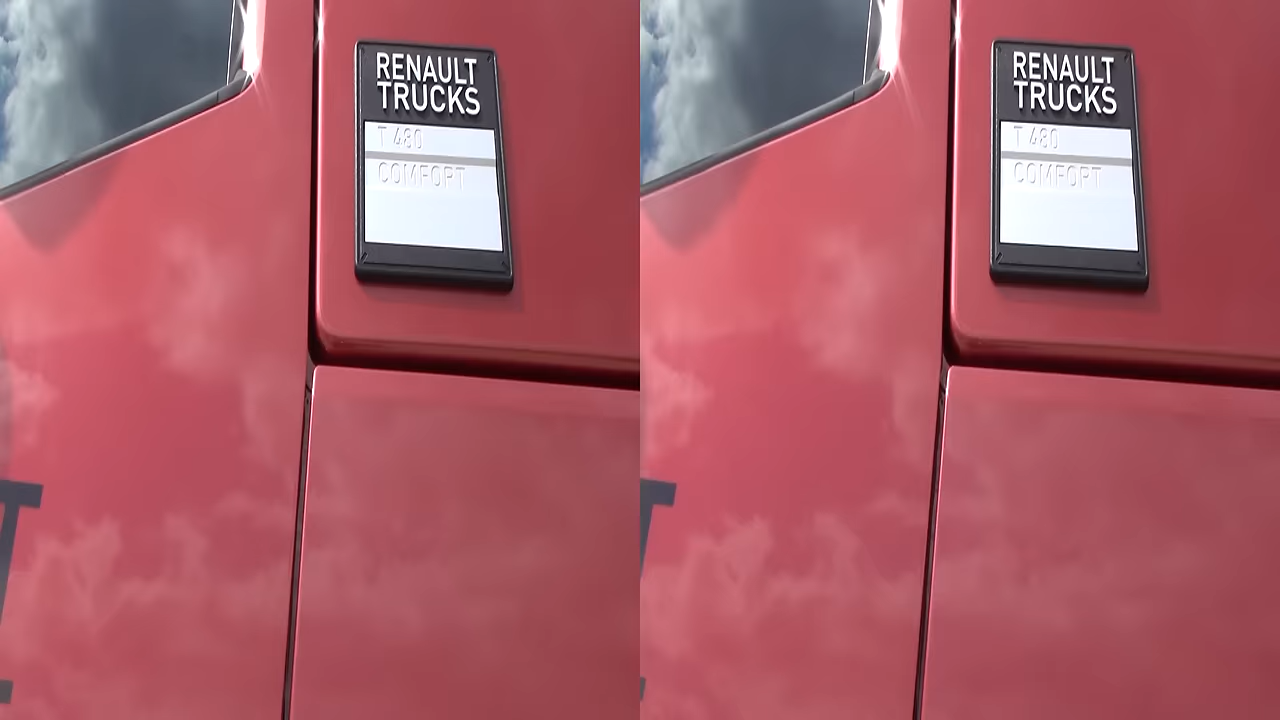 RENAULT
TRUCKS
T 480
COMFORT
RENAULT
TRUCKS
T 480
COMFORT